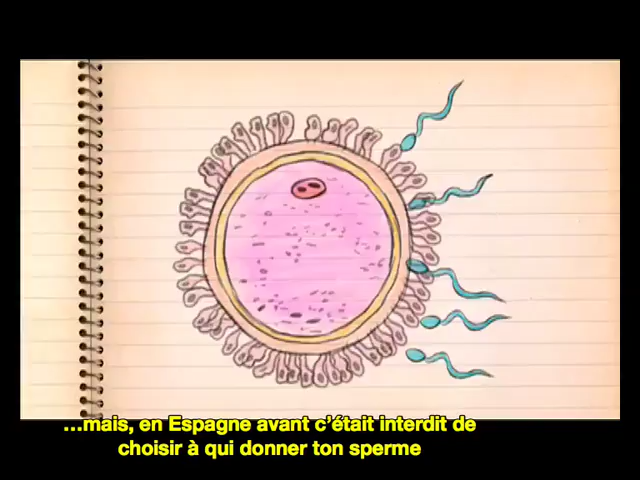 …mais, en Espagne avant c’était interdit de
choisir à qui donner ton sperme